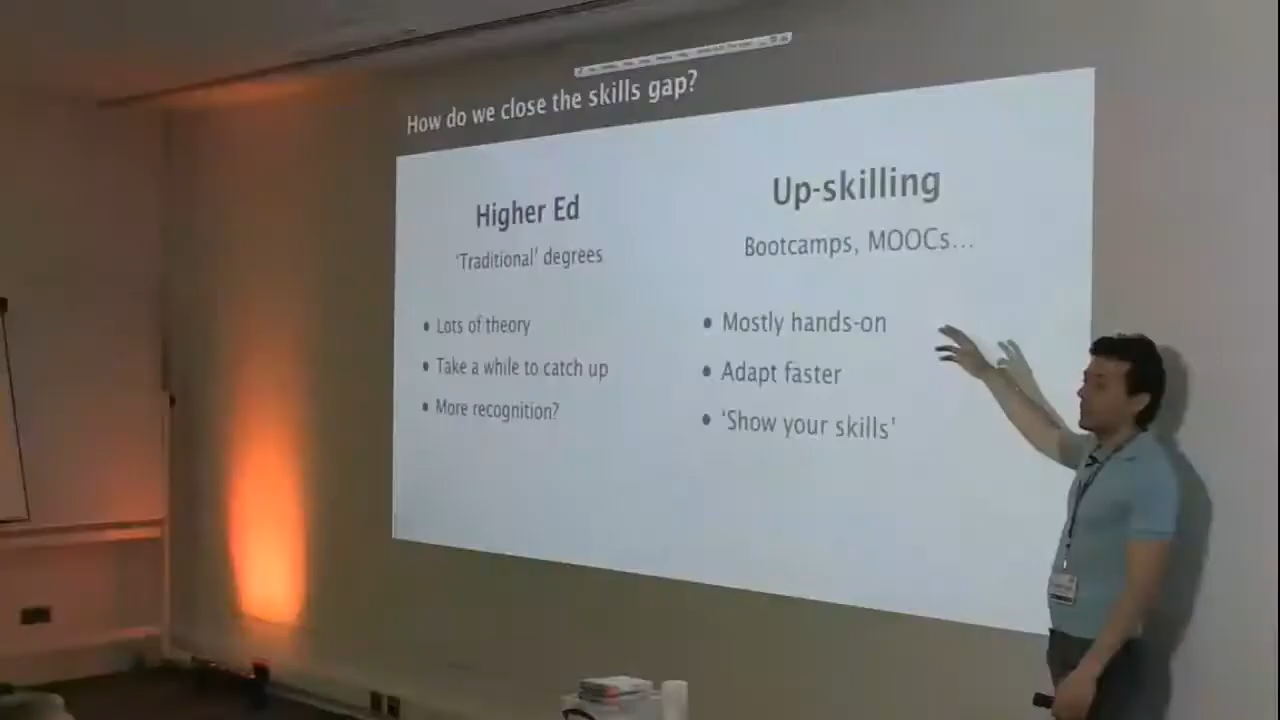 How do we close the skills gap?
Higher Ed
'Traditional' degrees
• Lots of theory
• Take a while to catch up
• More recognition?
Up-skilling
Bootcamps, MOOCs...
• Mostly hands-on
• Adapt faster
• 'Show your skills'